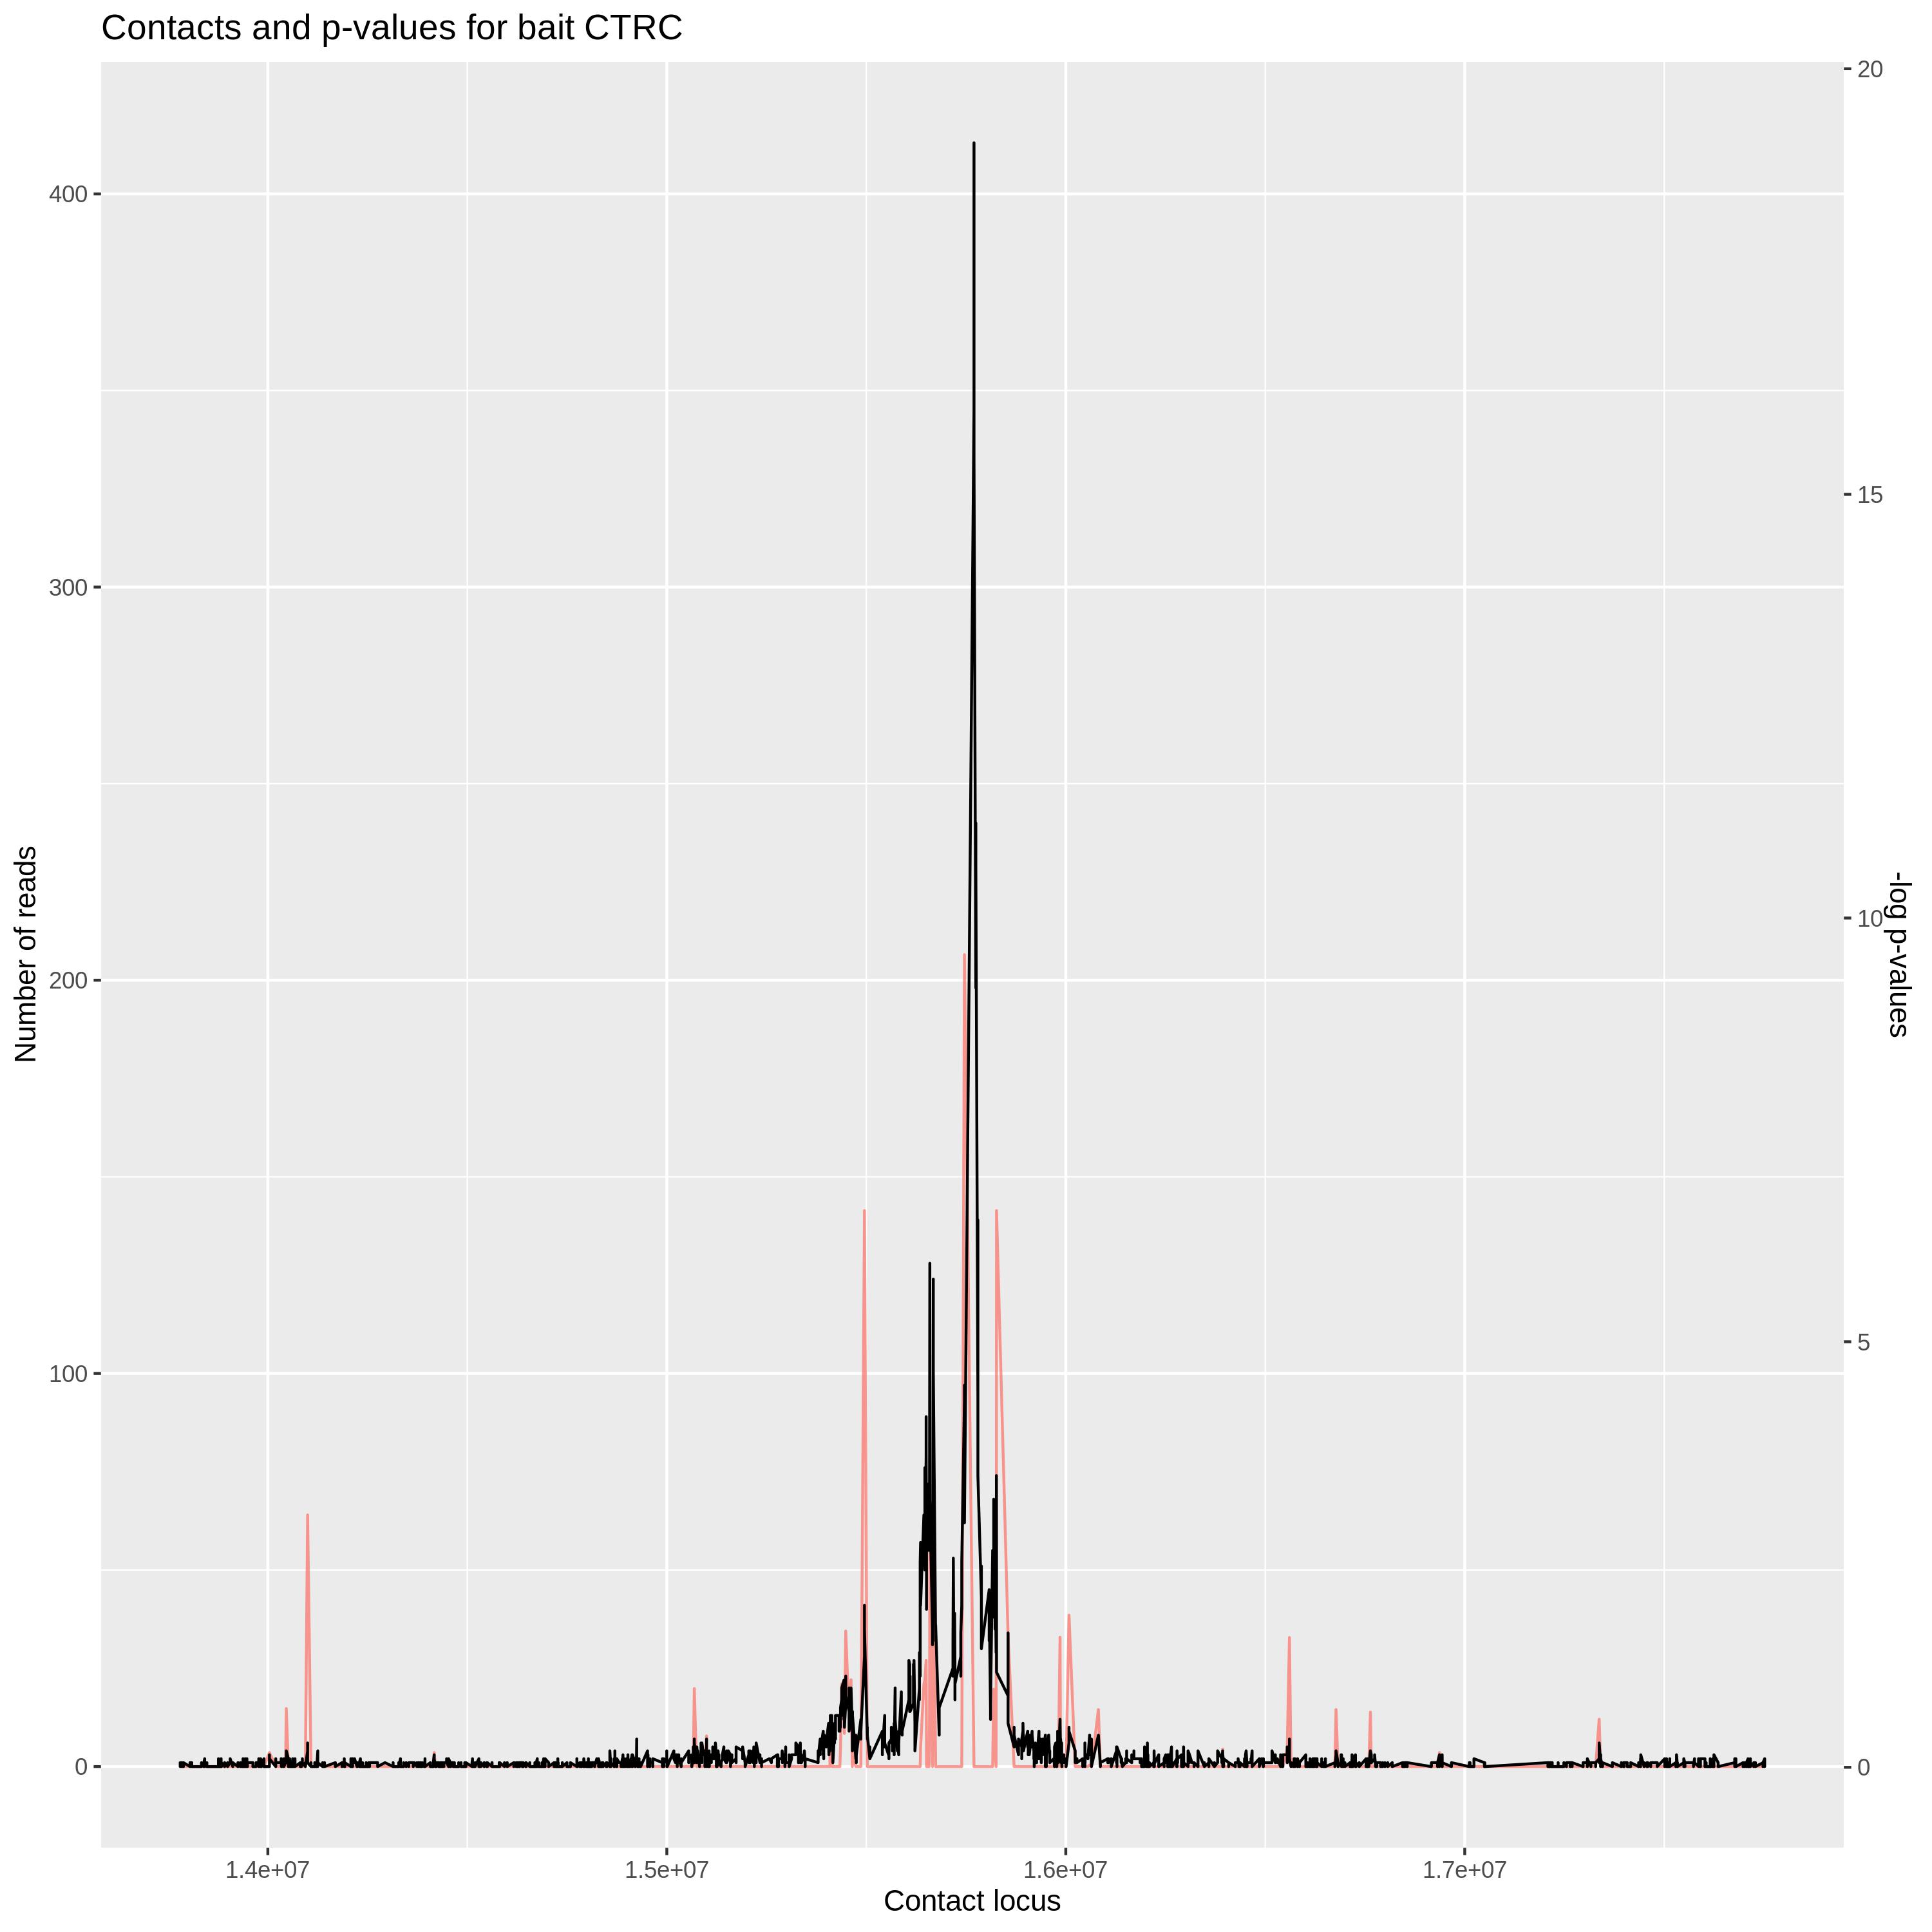 Contacts and p-values for bait CTRC
400
300
200
100
0
Number of reads
20
15
10
5
0
-log p-values
1.4e+07
1.5e+07
1.6e+07
1.7e+07
Contact locus